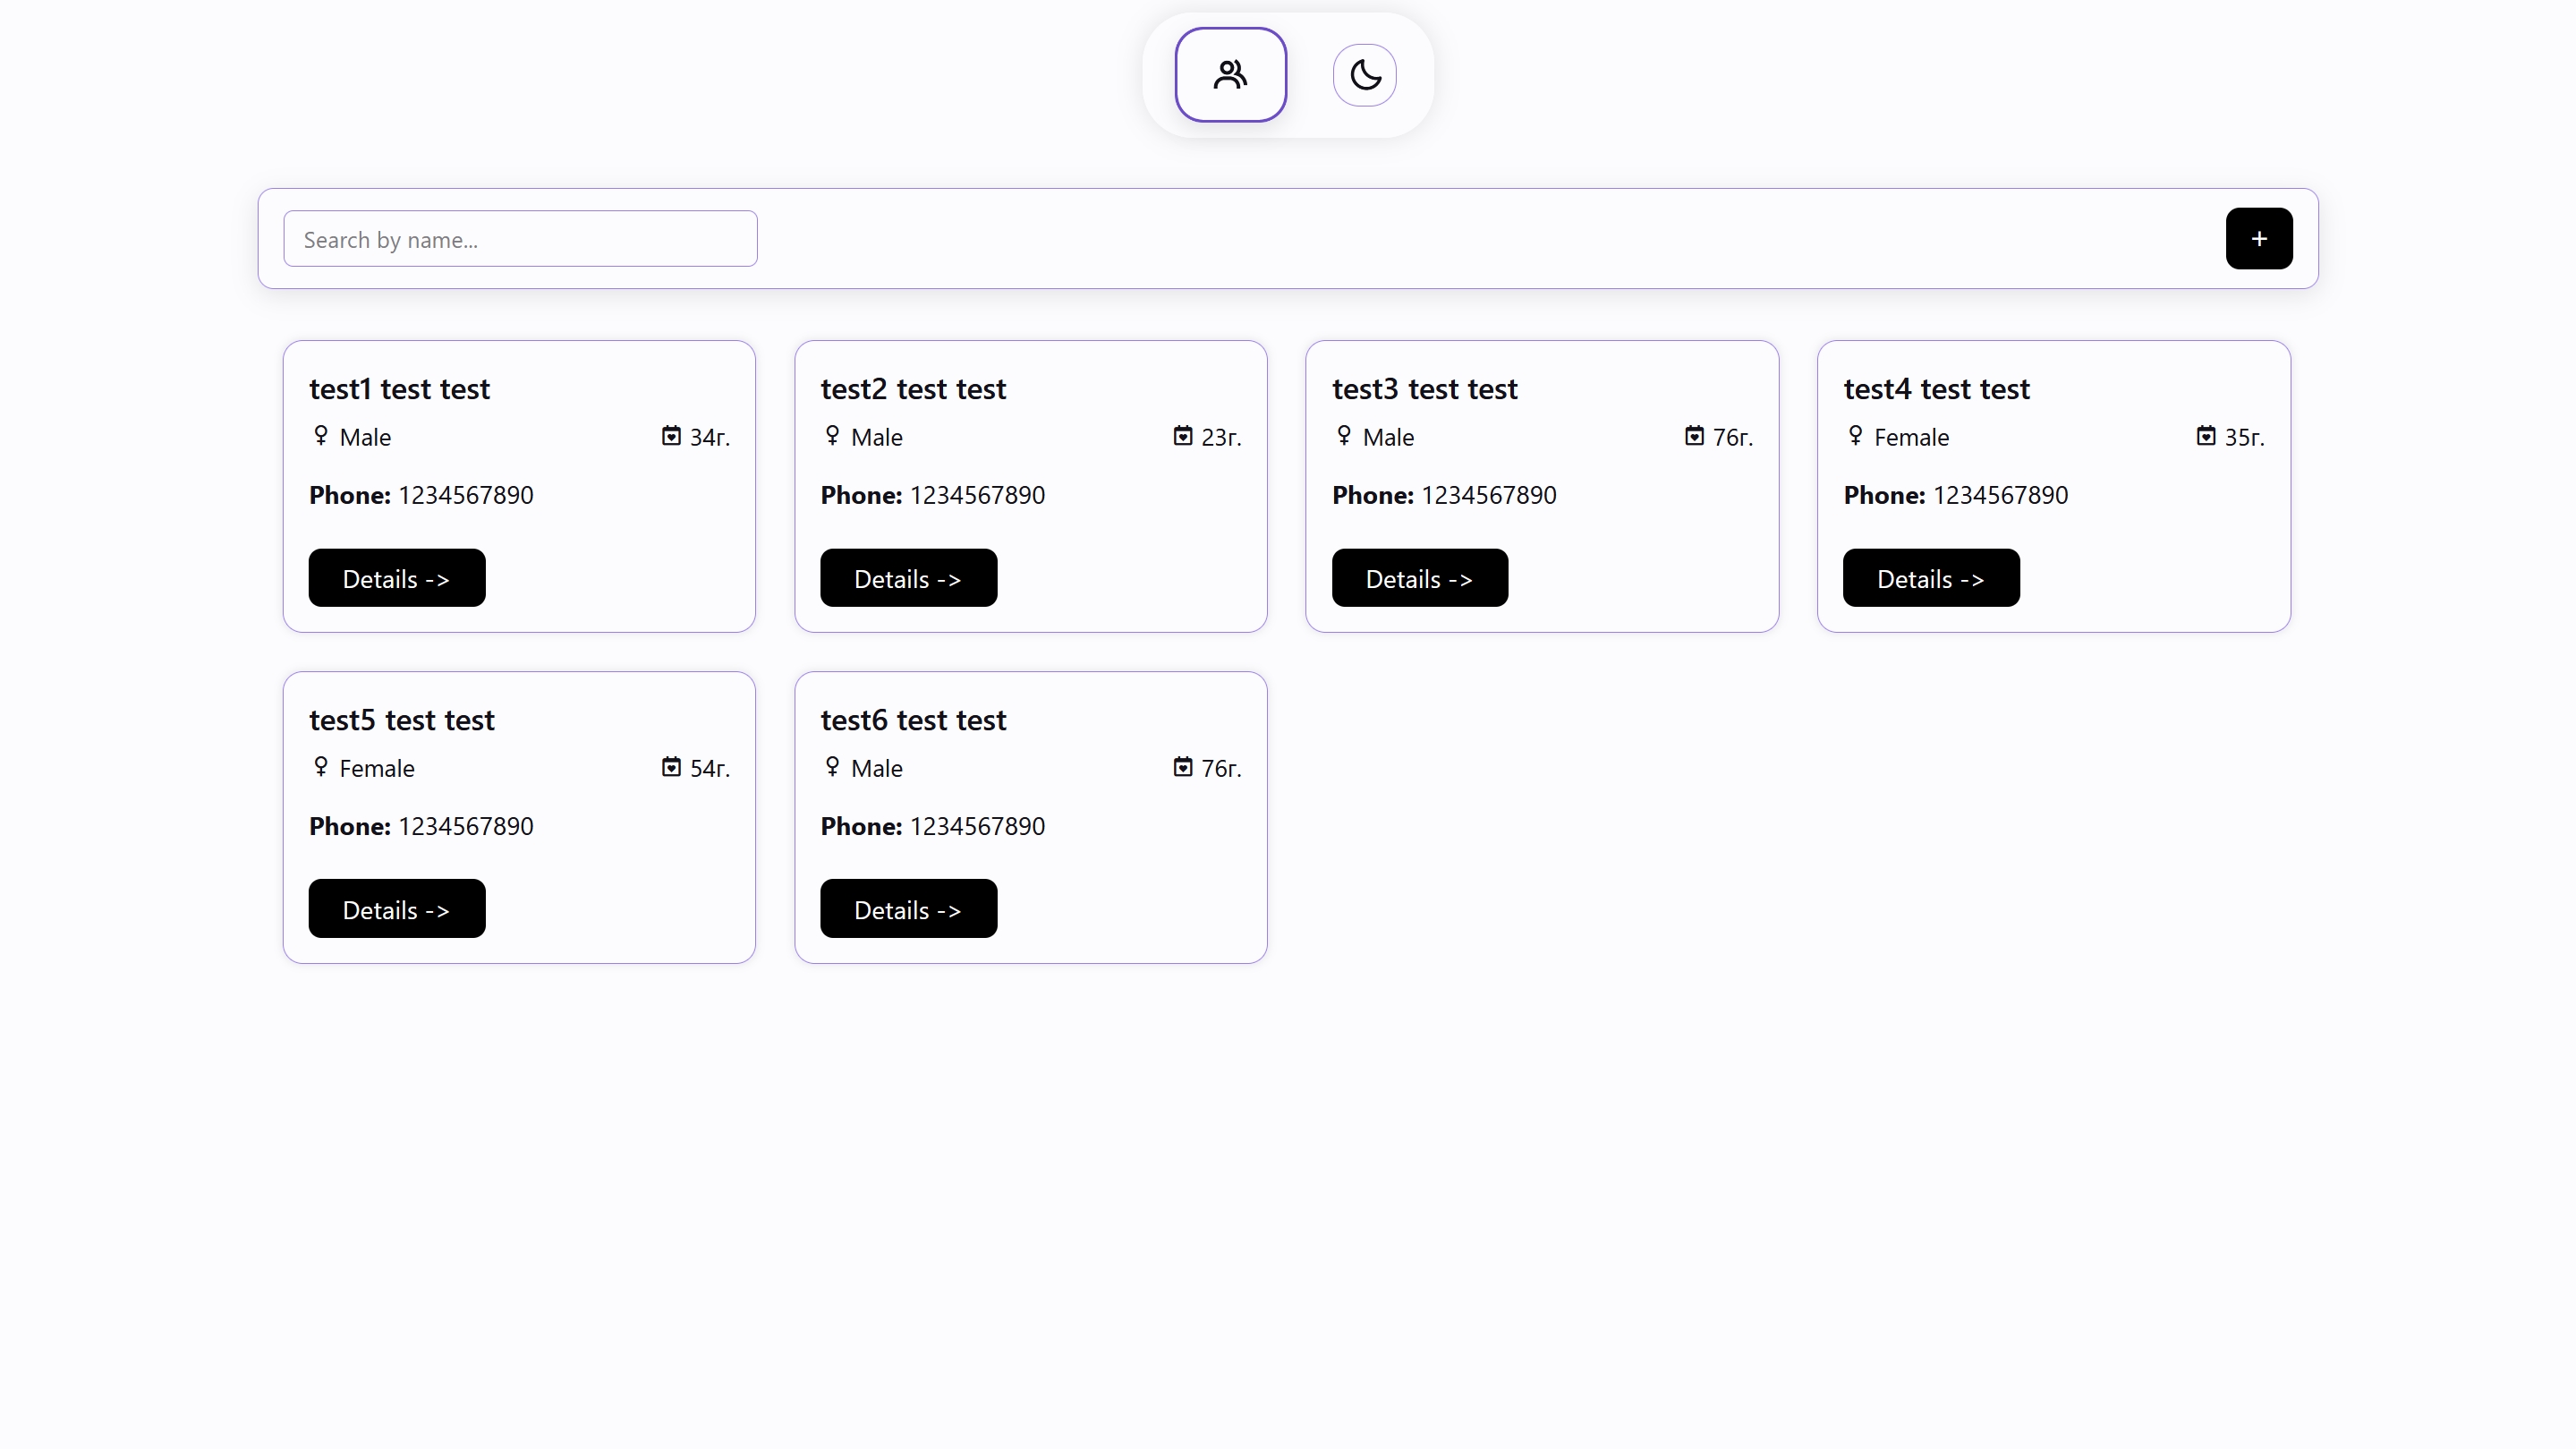 Search by name...
+
test1 test test
Male 34г.
Phone: 1234567890
Details ->
test2 test test
Male 23г.
Phone: 1234567890
Details ->
test3 test test
Male 76г.
Phone: 1234567890
Details ->
test4 test test
Female 35г.
Phone: 1234567890
Details ->
test5 test test
Female 54г.
Phone: 1234567890
Details ->
test6 test test
Male 76г.
Phone: 1234567890
Details ->